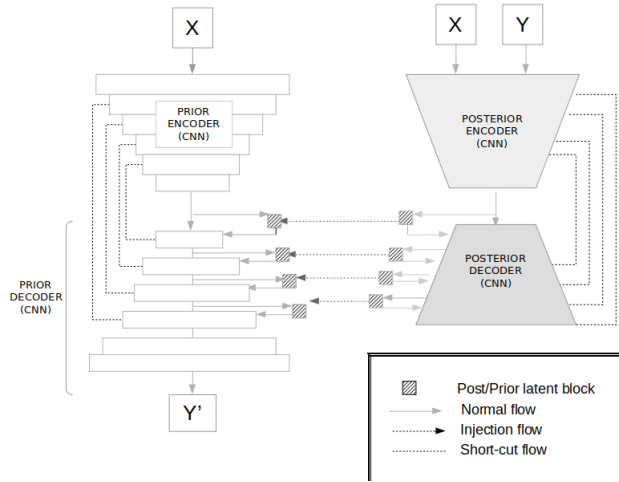 X
X
Y
PRIOR
ENCODER
(CNN)
POSTERIOR
ENCODER
(CNN)
PRIOR
DECODER
(CNN)
POSTERIOR
DECODER
(CNN)
Y'
Post/Prior latent block
Normal flow
Injection flow
Short-cut flow